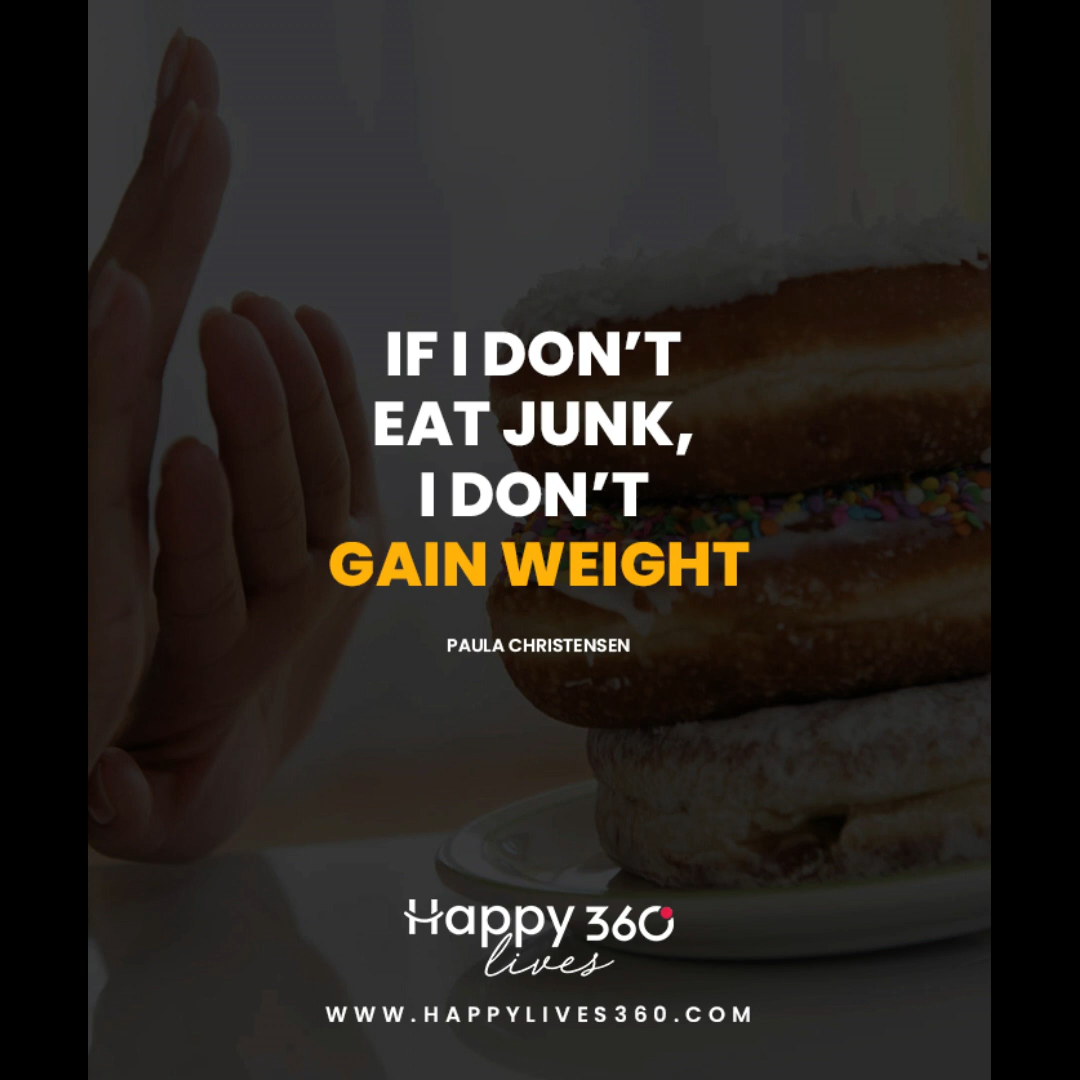 IF I DON’T
EAT JUNK,
I DON’T
GAIN WEIGHT
PAULA CHRISTENSEN
Happy 360
lives
WWW.HAPPYLIVES360.COM